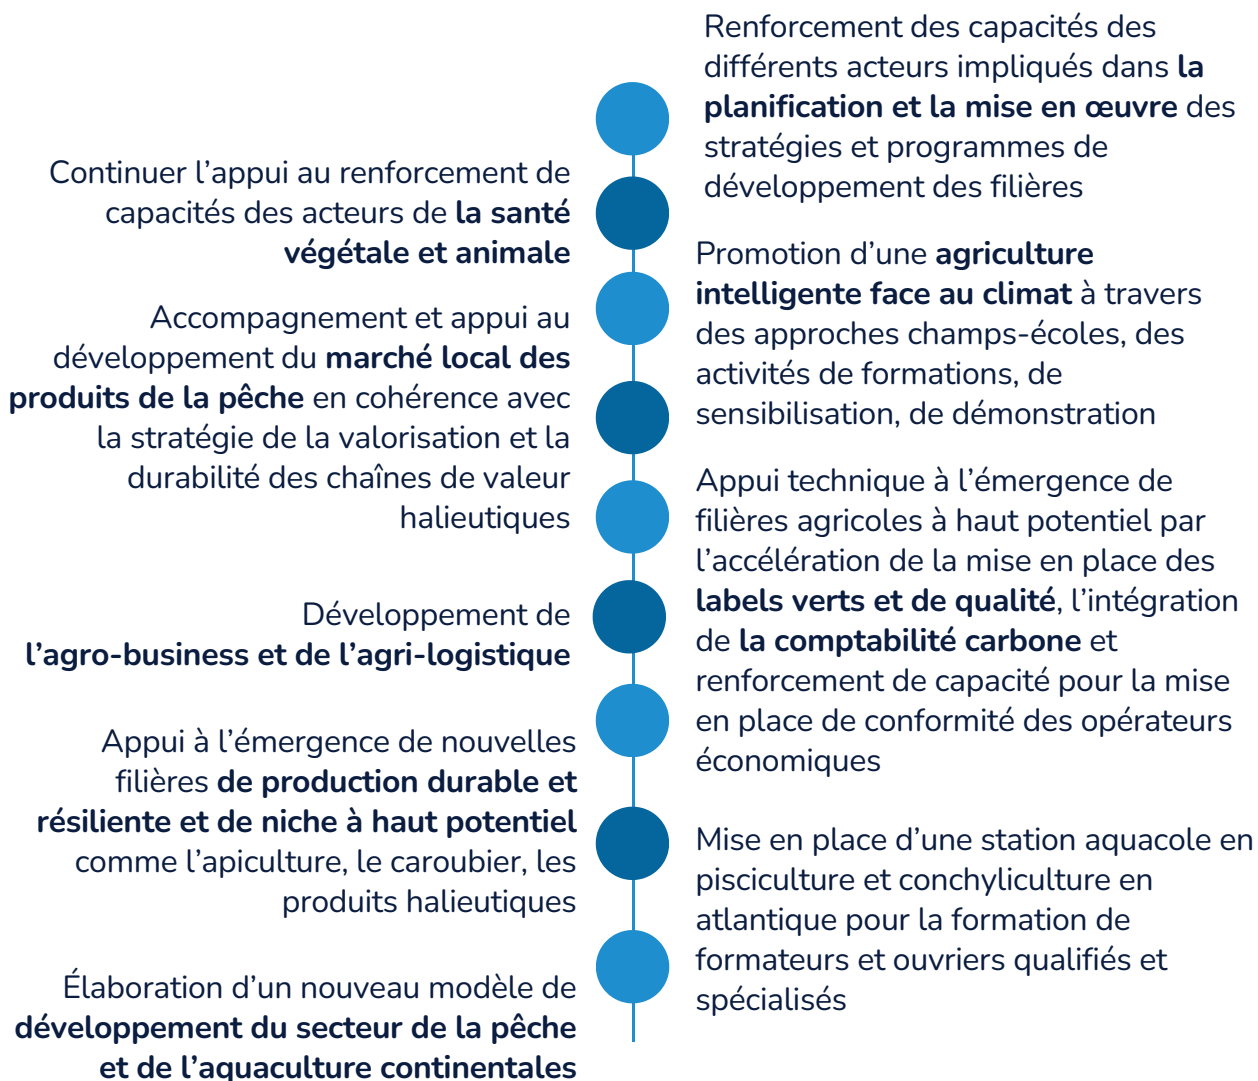 Renforcement des capacités des
différents acteurs impliqués dans la
planification et la mise en œuvre des
stratégies et programmes de
développement des filières
Continuer l’appui au renforcement de
capacités des acteurs de la santé
végétale et animale
Promotion d’une agriculture
intelligente face au climat à travers
des approches champs-écoles, des
activités de formations, de
sensibilisation, de démonstration
Accompagnement et appui au
développement du marché local des
produits de la pêche en cohérence avec
la stratégie de la valorisation et la
durabilité des chaînes de valeur
halieutiques
Appui technique à l’émergence de
filières agricoles à haut potentiel par
l’accélération de la mise en place des
labels verts et de qualité, l’intégration
de la comptabilité carbone et
renforcement de capacité pour la mise
en place de conformité des opérateurs
économiques
Développement de
l’agro-business et de l’agri-logistique
Appui à l’émergence de nouvelles
filières de production durable et
résiliente et de niche à haut potentiel
comme l’apiculture, le caroubier, les
produits halieutiques
Mise en place d’une station aquacole en
pisciculture et conchyliculture en
atlantique pour la formation de
formateurs et ouvriers qualifiés et
spécialisés
Élaboration d’un nouveau modèle de
développement du secteur de la pêche
et de l’aquaculture continentales